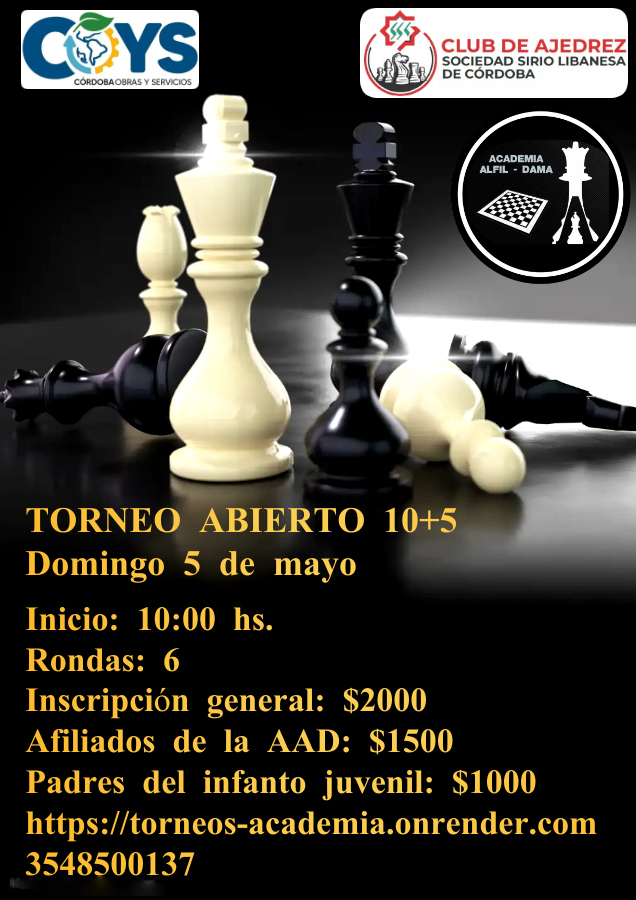 COYS
CÓRDOBA OBRAS Y SERVICIOS
CLUB DE AJEDREZ
SOCIEDAD SIRIO LIBANESA
DE CÓRDOBA
ACADEMIA
ALFIL - DAMA
TORNEO ABIERTO 10+5
Domingo 5 de mayo
Inicio: 10:00 hs.
Rondas: 6
Inscripción general: $2000
Afiliados de la AAD: $1500
Padres del infanto juvenil: $1000
https://torneos-academia.onrender.com
3548500137